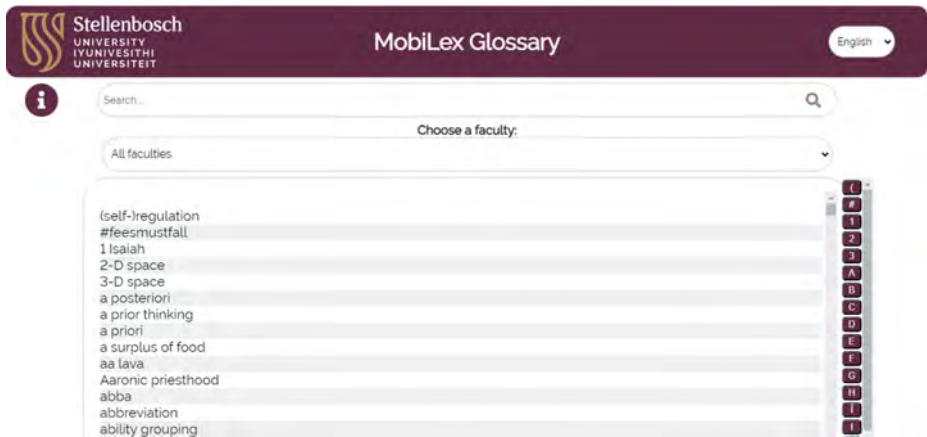 Stellenbosch
UNIVERSITY
IYUNIVESITHI
UNIVERSITEIT
MobiLex Glossary
English
i
Search...
Choose a faculty:
All faculties
(self-)regulation
#feesmustfall
1 Isaiah
2-D space
3-D space
a posteriori
a prior thinking
a priori
a surplus of food
aa lava
Aaronic priesthood
abba
abbreviation
ability grouping
(
#
1
2
3
A
B
C
D
E
F
G
H